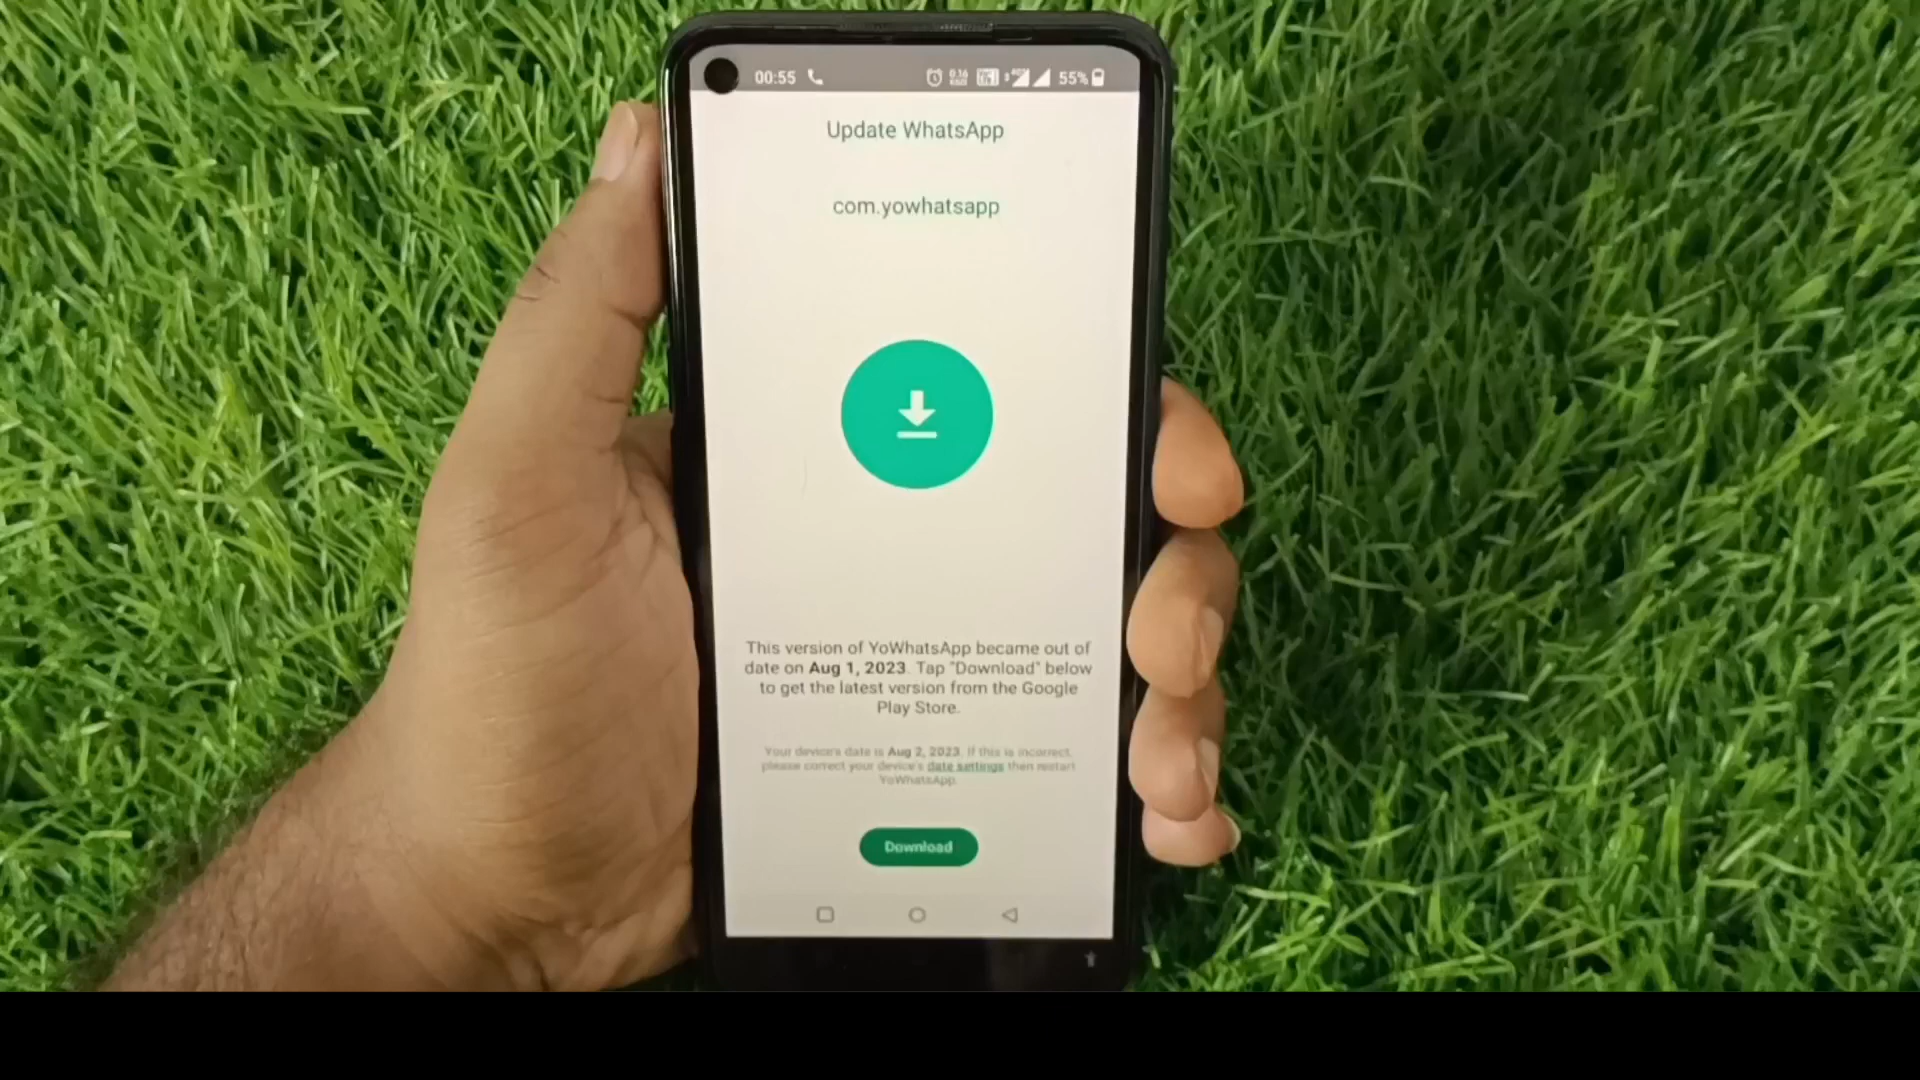 00:55
0.16
55%
Update WhatsApp
com.yowhatsapp
This version of YoWhatsApp became out of
date on Aug 1, 2023. Tap "Download" below
to get the latest version from the Google
Play Store.
Your device's date is Aug 2, 2023. If this is incorrect,
please correct your device's date settings then restart
YoWhatsApp.
Download